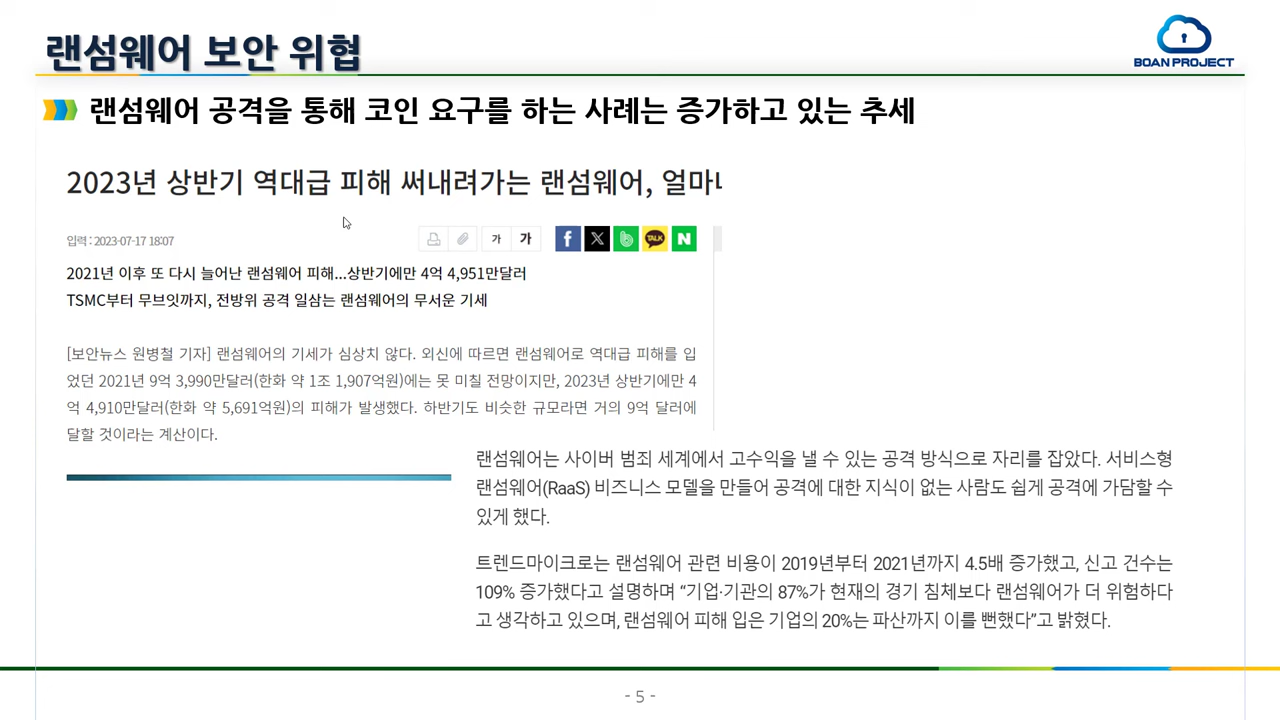 랜섬웨어 보안 위협
BOAN PROJECT
랜섬웨어 공격을 통해 코인 요구를 하는 사례는 증가하고 있는 추세
2023년 상반기 역대급 피해 써내려가는 랜섬웨어, 얼마나
입력 : 2023-07-17 18:07
가 가 f X b TALK N
2021년 이후 또 다시 늘어난 랜섬웨어 피해...상반기에만 4억 4,951만달러
TSMC부터 무브잇까지, 전방위 공격 일삼는 랜섬웨어의 무서운 기세
[보안뉴스 원병철 기자] 랜섬웨어의 기세가 심상치 않다. 외신에 따르면 랜섬웨어로 역대급 피해를 입
었던 2021년 9억 3,990만달러(한화 약 1조 1,907억원)에는 못 미칠 전망이지만, 2023년 상반기에만 4
억 4,910만달러(한화 약 5,691억원)의 피해가 발생했다. 하반기도 비슷한 규모라면 거의 9억 달러에
달할 것이라는 계산이다.
랜섬웨어는 사이버 범죄 세계에서 고수익을 낼 수 있는 공격 방식으로 자리를 잡았다. 서비스형
랜섬웨어(RaaS) 비즈니스 모델을 만들어 공격에 대한 지식이 없는 사람도 쉽게 공격에 가담할 수
있게 했다.
트렌드마이크로는 랜섬웨어 관련 비용이 2019년부터 2021년까지 4.5배 증가했고, 신고 건수는
109% 증가했다고 설명하며 “기업·기관의 87%가 현재의 경기 침체보다 랜섬웨어가 더 위험하다
고 생각하고 있으며, 랜섬웨어 피해 입은 기업의 20%는 파산까지 이를 뻔했다”고 밝혔다.
- 5 -